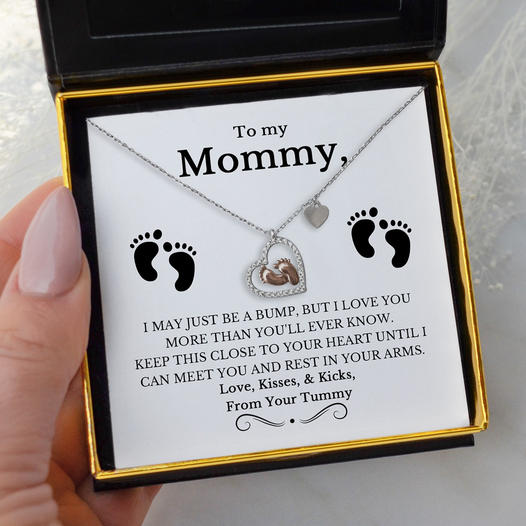 To my
Mommy,
I MAY JUST BE A BUMP, BUT I LOVE YOU
MORE THAN YOU'LL EVER KNOW.
KEEP THIS CLOSE TO YOUR HEART UNTIL I
CAN MEET YOU AND REST IN YOUR ARMS.
Love, Kisses, & Kicks,
From Your Tummy